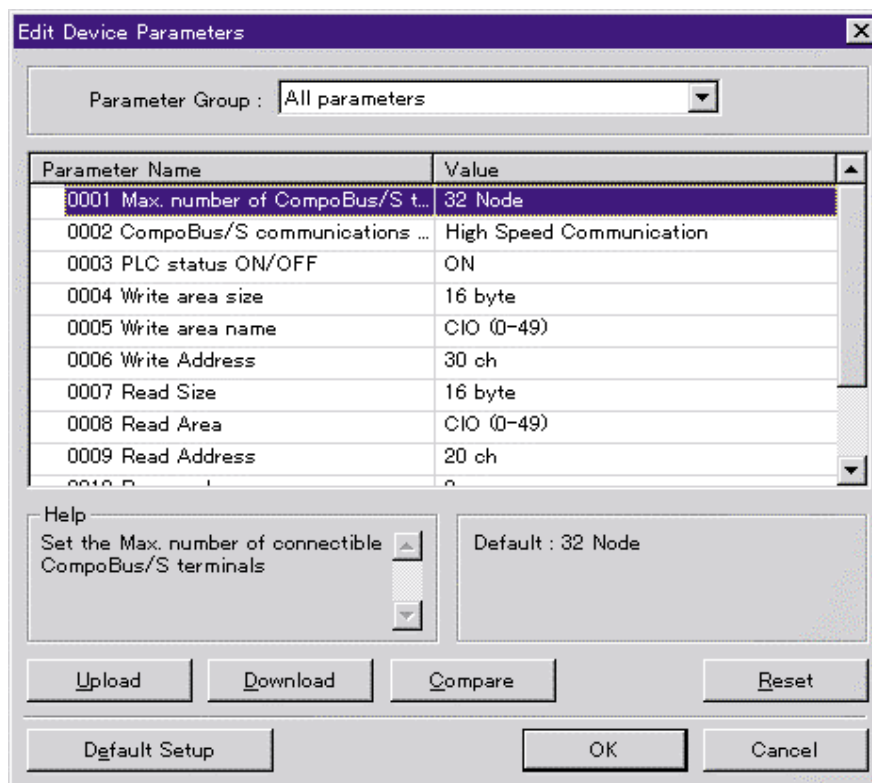 Edit Device Parameters
Parameter Group : All parameters
Parameter Name Value
0001 Max. number of CompoBus/S t... 32 Node
0002 CompoBus/S communications ... High Speed Communication
0003 PLC status ON/OFF ON
0004 Write area size 16 byte
0005 Write area name CIO (0-49)
0006 Write Address 30 ch
0007 Read Size 16 byte
0008 Read Area CIO (0-49)
0009 Read Address 20 ch
Help
Set the Max. number of connectible
CompoBus/S terminals
Default : 32 Node
Upload Download Compare Reset
Default Setup OK Cancel